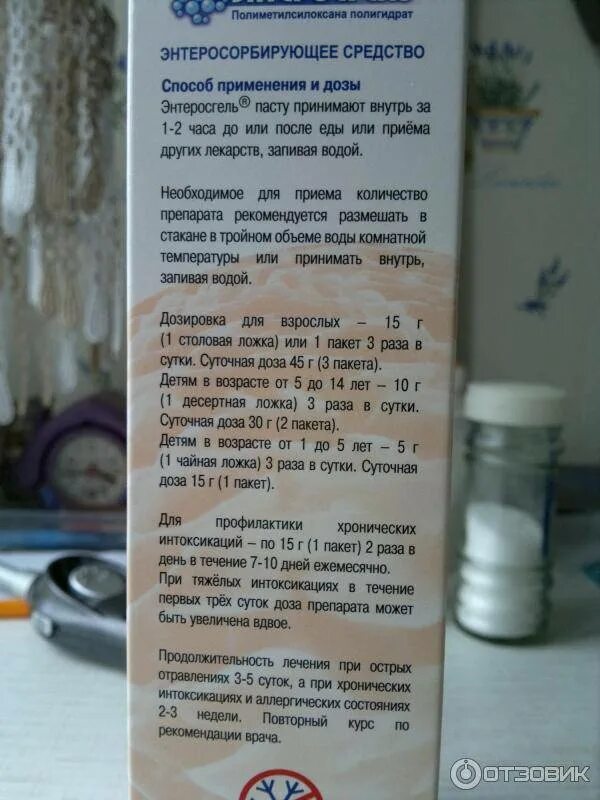 Полиметилсилоксана полигидрат
ЭНТЕРОСОРБИРУЮЩЕЕ СРЕДСТВО
Способ применения и дозы
Энтеросгель® пасту принимают внутрь за
1-2 часа до или после еды или приёма
других лекарств, запивая водой.
Необходимое для приема количество
препарата рекомендуется размешать в
стакане в тройном объеме воды комнатной
температуры или принимать внутрь,
запивая водой.
Дозировка для взрослых – 15 г
(1 столовая ложка) или 1 пакет 3 раза в
сутки. Суточная доза 45 г (3 пакета).
Детям в возрасте от 5 до 14 лет – 10 г
(1 десертная ложка) 3 раза в сутки.
Суточная доза 30 г (2 пакета).
Детям в возрасте от 1 до 5 лет – 5 г
(1 чайная ложка) 3 раза в сутки. Суточная
доза 15 г (1 пакет).
Для профилактики хронических
интоксикаций – по 15 г (1 пакет) 2 раза в
день в течение 7-10 дней ежемесячно.
При тяжёлых интоксикациях в течение
первых трёх суток доза препарата может
быть увеличена вдвое.
Продолжительность лечения при острых
отравлениях 3-5 суток, а при хронических
интоксикациях и аллергических состояниях
2-3 недели. Повторный курс по
рекомендации врача.
ОТЗОВИК